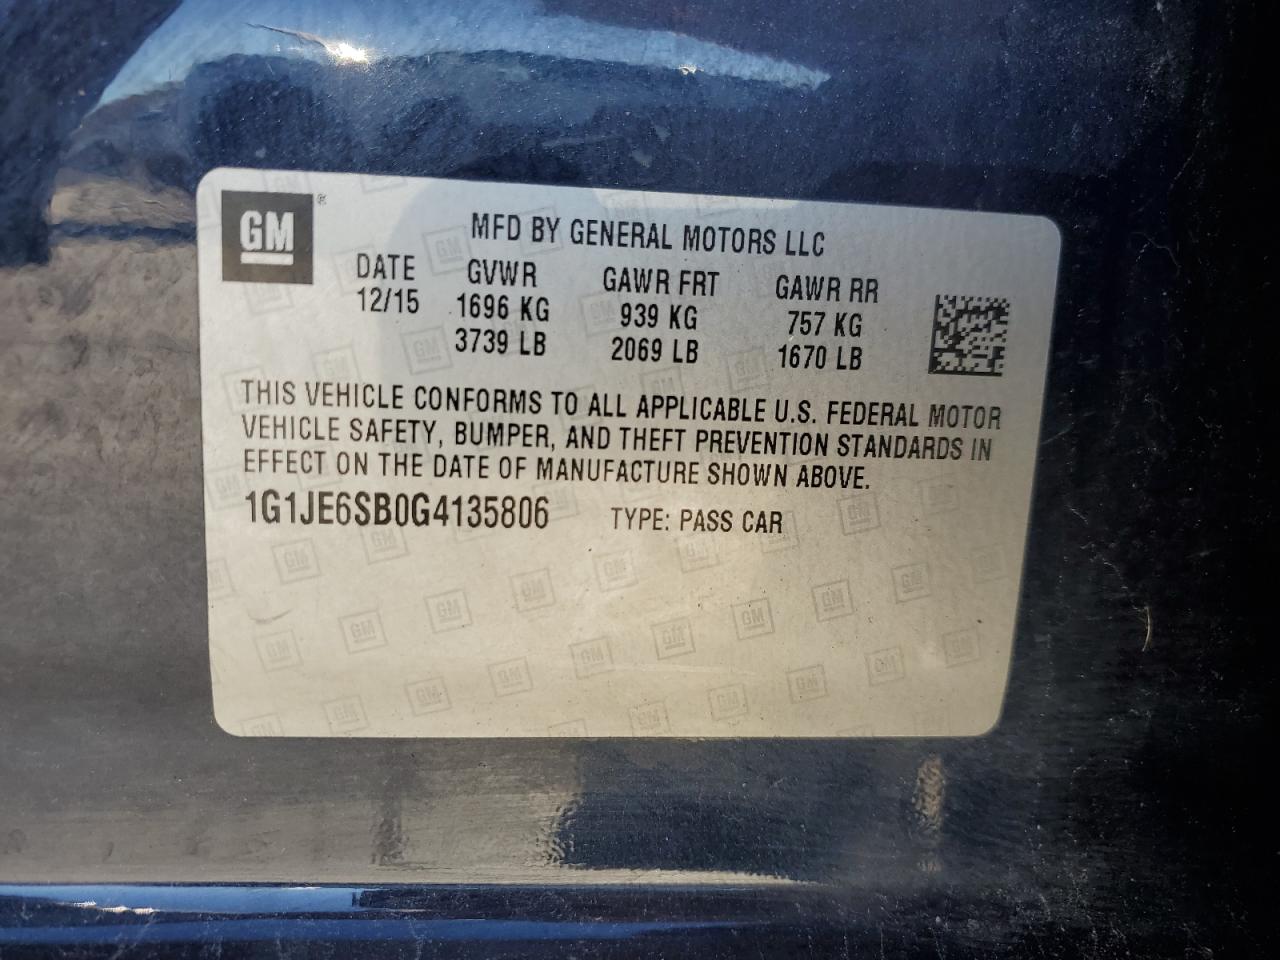 GM ®
MFD BY GENERAL MOTORS LLC
DATE GVWR GAWR FRT GAWR RR
12/15 1696 KG 939 KG 757 KG
3739 LB 2069 LB 1670 LB
THIS VEHICLE CONFORMS TO ALL APPLICABLE U.S. FEDERAL MOTOR
VEHICLE SAFETY, BUMPER, AND THEFT PREVENTION STANDARDS IN
EFFECT ON THE DATE OF MANUFACTURE SHOWN ABOVE.
1G1JE6SB0G4135806 TYPE: PASS CAR